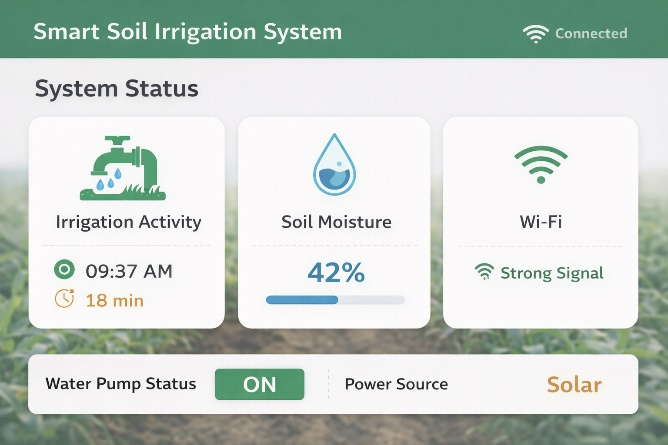 Smart Soil Irrigation System
Connected
System Status
Irrigation Activity
09:37 AM
18 min
Soil Moisture
42%
Wi-Fi
Strong Signal
Water Pump Status
ON
Power Source
Solar